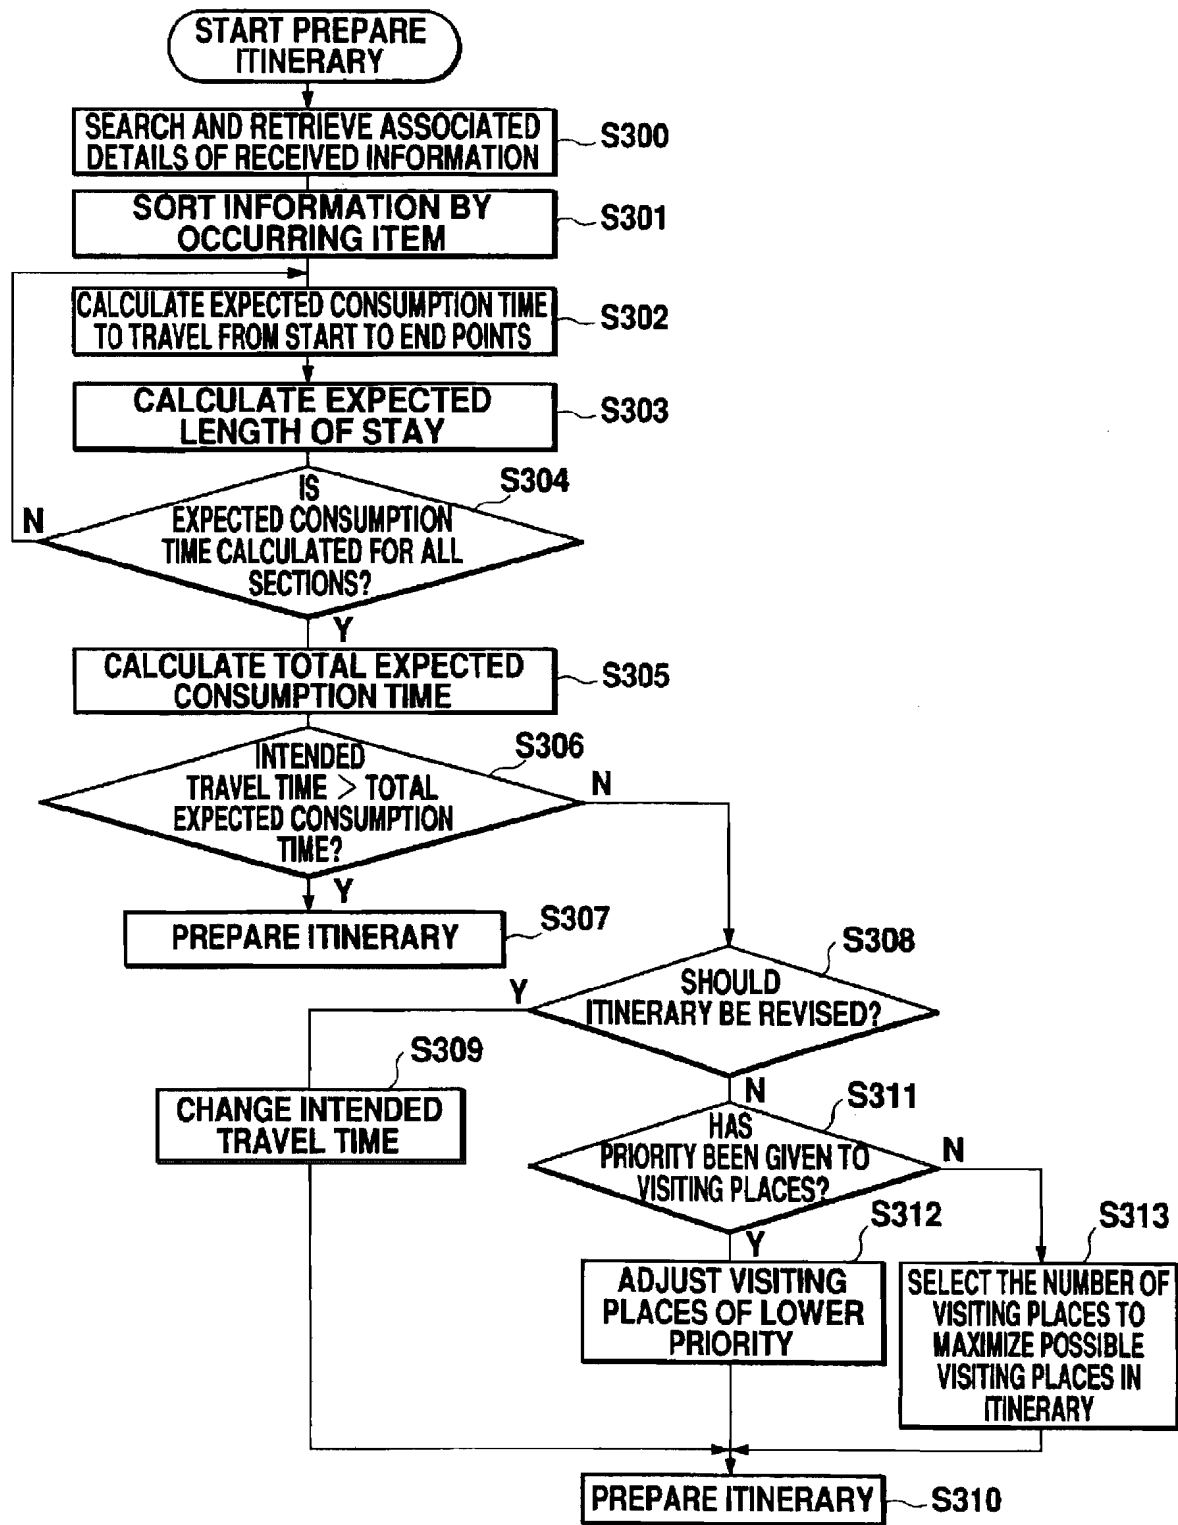 START PREPARE
ITINERARY
SEARCH AND RETRIEVE ASSOCIATED
DETAILS OF RECEIVED INFORMATION
S300
SORT INFORMATION BY
OCCURRING ITEM
S301
CALCULATE EXPECTED CONSUMPTION TIME
TO TRAVEL FROM START TO END POINTS
S302
CALCULATE EXPECTED
LENGTH OF STAY
S303
S304
IS
EXPECTED CONSUMPTION
TIME CALCULATED FOR ALL
SECTIONS?
N
Y
CALCULATE TOTAL EXPECTED
CONSUMPTION TIME
S305
S306
INTENDED
TRAVEL TIME > TOTAL
EXPECTED CONSUMPTION
TIME?
N
Y
PREPARE ITINERARY
S307
S308
SHOULD
ITINERARY BE REVISED?
Y
N
S309
CHANGE INTENDED
TRAVEL TIME
S311
HAS
PRIORITY BEEN GIVEN TO
VISITING PLACES?
N
Y
S312
ADJUST VISITING
PLACES OF LOWER
PRIORITY
S313
SELECT THE NUMBER OF
VISITING PLACES TO
MAXIMIZE POSSIBLE
VISITING PLACES IN
ITINERARY
PREPARE ITINERARY
S310